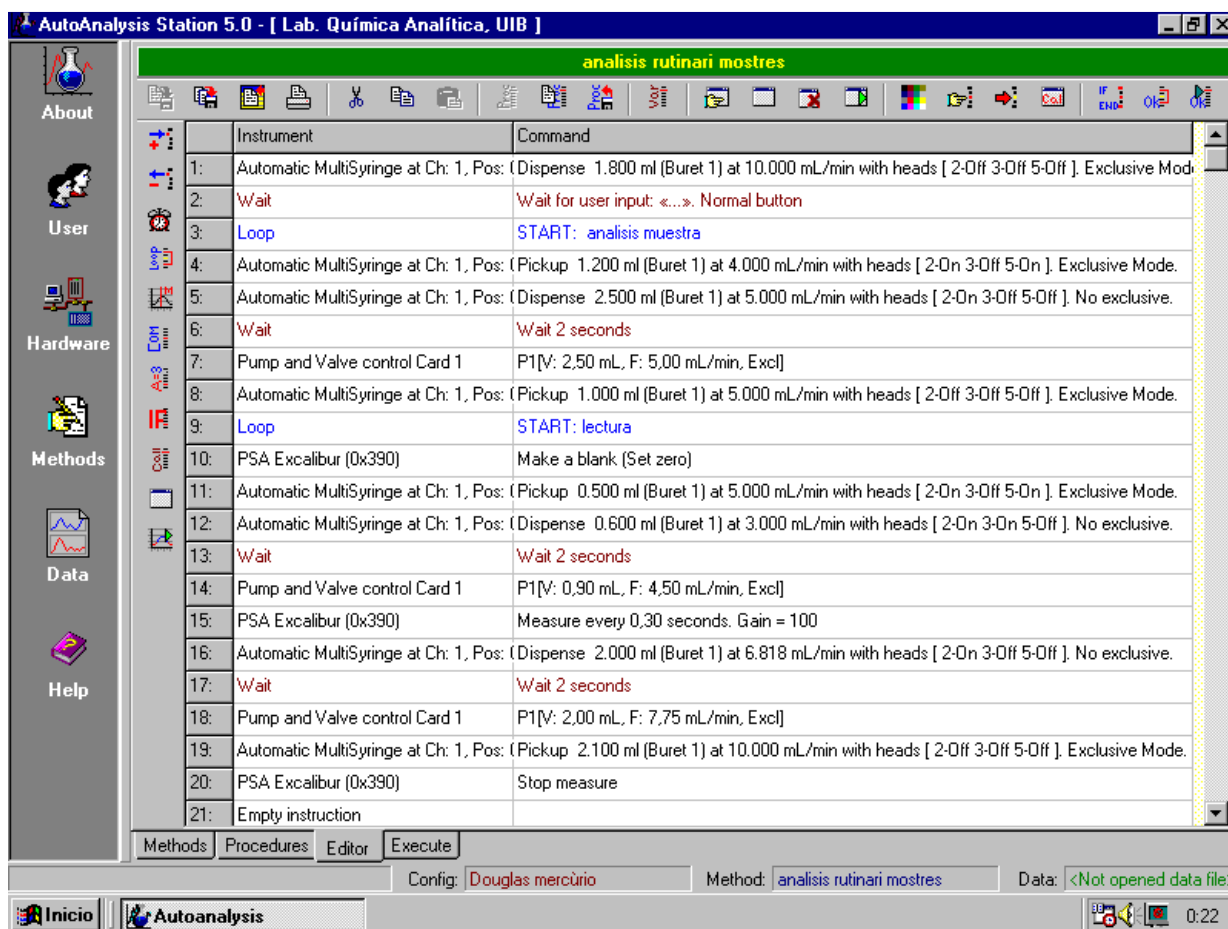 AutoAnalysis Station 5.0 - [ Lab. Química Analítica, UIB ]
analisis rutinari mostres
About
User
Hardware
Methods
Data
Help
Instrument Command
1: Automatic MultiSyringe at Ch: 1, Pos: ( Dispense 1.800 ml (Buret 1) at 10.000 mL/min with heads [ 2-Off 3-Off 5-Off ]. Exclusive Mod
2: Wait Wait for user input: «...». Normal button
3: Loop START: analisis muestra
4: Automatic MultiSyringe at Ch: 1, Pos: ( Pickup 1.200 ml (Buret 1) at 4.000 mL/min with heads [ 2-On 3-Off 5-On ]. Exclusive Mode.
5: Automatic MultiSyringe at Ch: 1, Pos: ( Dispense 2.500 ml (Buret 1) at 5.000 mL/min with heads [ 2-On 3-Off 5-Off ]. No exclusive.
6: Wait Wait 2 seconds
7: Pump and Valve control Card 1 P1[V: 2,50 mL, F: 5,00 mL/min, Excl]
8: Automatic MultiSyringe at Ch: 1, Pos: ( Pickup 1.000 ml (Buret 1) at 5.000 mL/min with heads [ 2-Off 3-Off 5-Off ]. Exclusive Mode.
9: Loop START: lectura
10: PSA Excalibur (0x390) Make a blank (Set zero)
11: Automatic MultiSyringe at Ch: 1, Pos: ( Pickup 0.500 ml (Buret 1) at 5.000 mL/min with heads [ 2-On 3-Off 5-On ]. Exclusive Mode.
12: Automatic MultiSyringe at Ch: 1, Pos: ( Dispense 0.600 ml (Buret 1) at 3.000 mL/min with heads [ 2-On 3-On 5-Off ]. No exclusive.
13: Wait Wait 2 seconds
14: Pump and Valve control Card 1 P1[V: 0,90 mL, F: 4,50 mL/min, Excl]
15: PSA Excalibur (0x390) Measure every 0,30 seconds. Gain = 100
16: Automatic MultiSyringe at Ch: 1, Pos: ( Dispense 2.000 ml (Buret 1) at 6.818 mL/min with heads [ 2-On 3-Off 5-Off ]. No exclusive.
17: Wait Wait 2 seconds
18: Pump and Valve control Card 1 P1[V: 2,00 mL, F: 7,75 mL/min, Excl]
19: Automatic MultiSyringe at Ch: 1, Pos: ( Pickup 2.100 ml (Buret 1) at 10.000 mL/min with heads [ 2-Off 3-Off 5-Off ]. Exclusive Mode.
20: PSA Excalibur (0x390) Stop measure
21: Empty instruction
Methods Procedures Editor Execute
Config: Douglas mercùrio Method: analisis rutinari mostres Data: <Not opened data file
Inicio Autoanalysis 0:22